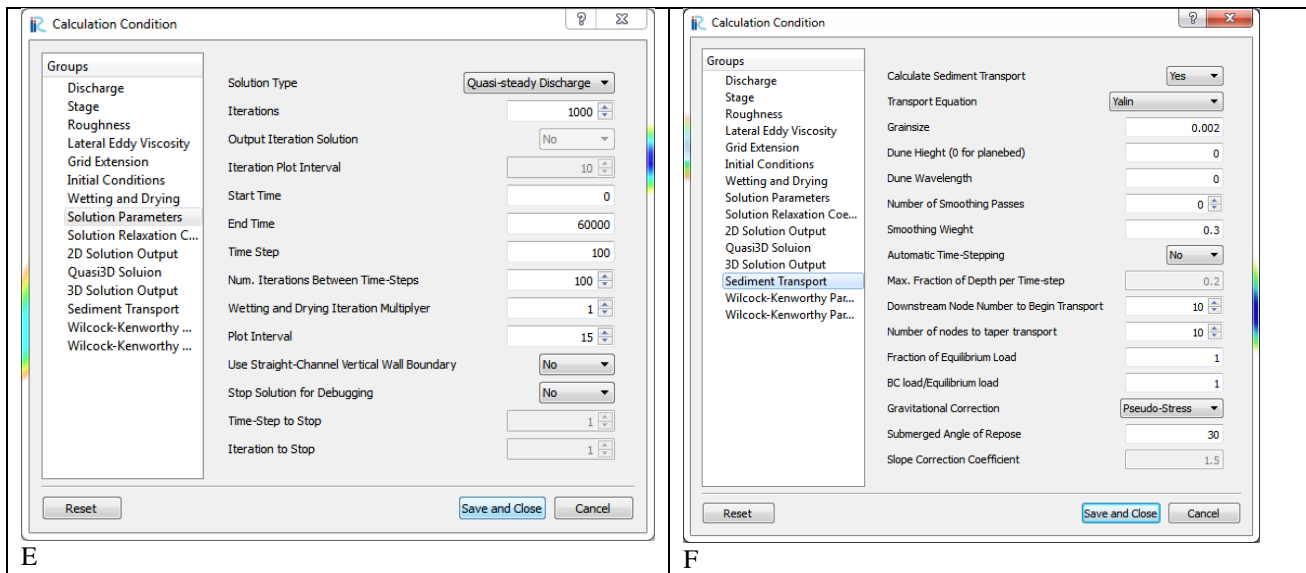 Calculation Condition
Groups
Discharge
Stage
Roughness
Lateral Eddy Viscosity
Grid Extension
Initial Conditions
Wetting and Drying
Solution Parameters
Solution Relaxation C...
2D Solution Output
Quasi3D Soluion
3D Solution Output
Sediment Transport
Wilcock-Kenworthy ...
Wilcock-Kenworthy ...
Solution Type Quasi-steady Discharge
Iterations 1000
Output Iteration Solution No
Iteration Plot Interval 10
Start Time 0
End Time 60000
Time Step 100
Num. Iterations Between Time-Steps 100
Wetting and Drying Iteration Multiplyer 1
Plot Interval 15
Use Straight-Channel Vertical Wall Boundary No
Stop Solution for Debugging No
Time-Step to Stop 1
Iteration to Stop 1
Reset Save and Close Cancel
E
Calculation Condition
Groups
Discharge
Stage
Roughness
Lateral Eddy Viscosity
Grid Extension
Initial Conditions
Wetting and Drying
Solution Parameters
Solution Relaxation Coe...
2D Solution Output
Quasi3D Soluion
3D Solution Output
Sediment Transport
Wilcock-Kenworthy Par...
Wilcock-Kenworthy Par...
Calculate Sediment Transport Yes
Transport Equation Yalin
Grainsize 0.002
Dune Hieght (0 for planebed) 0
Dune Wavelength 0
Number of Smoothing Passes 0
Smoothing Wieght 0.3
Automatic Time-Stepping No
Max. Fraction of Depth per Time-step 0.2
Downstream Node Number to Begin Transport 10
Number of nodes to taper transport 10
Fraction of Equilibrium Load 1
BC load/Equilibrium load 1
Gravitational Correction Pseudo-Stress
Submerged Angle of Repose 30
Slope Correction Coefficient 1.5
Reset Save and Close Cancel
F